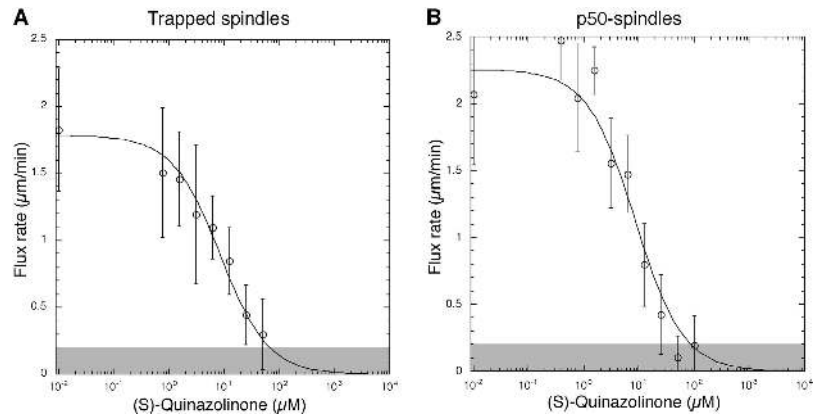 A Trapped spindles
2.5
2
1.5
1
0.5
0
Flux rate (µm/min)
10⁻² 10⁻¹ 10⁰ 10¹ 10² 10³ 10⁴
(S)-Quinazolinone (µM)
B p50-spindles
2.5
2
1.5
1
0.5
0
Flux rate (µm/min)
10⁻² 10⁻¹ 10⁰ 10¹ 10² 10³ 10⁴
(S)-Quinazolinone (µM)